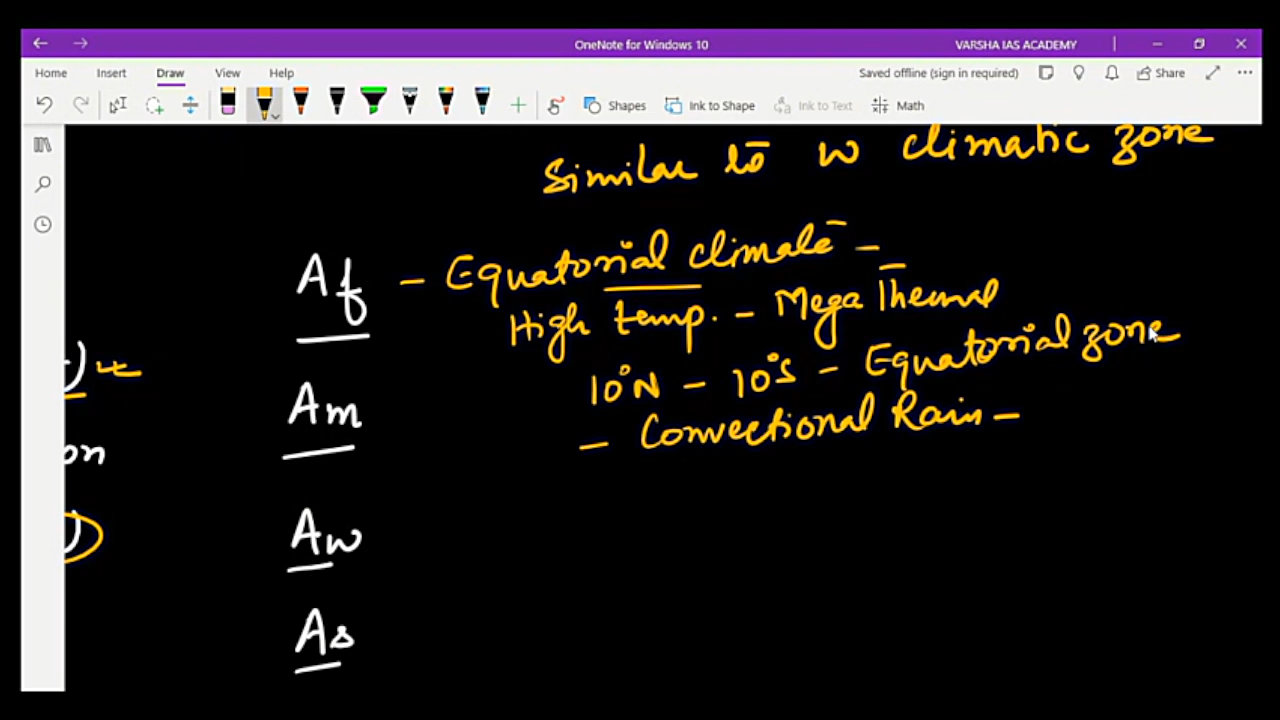 OneNote for Windows 10
VARSHA IAS ACADEMY
Home Insert Draw View Help
Saved offline (sign in required)
Share
Shapes
Ink to Shape
Ink to Text
Math
Similar to w climatic zone
Af - Equatorial climate -
High temp. - Mega Thermal
10°N - 10°S - Equatorial zone
- Convectional Rain -
Am
on
Aw
As